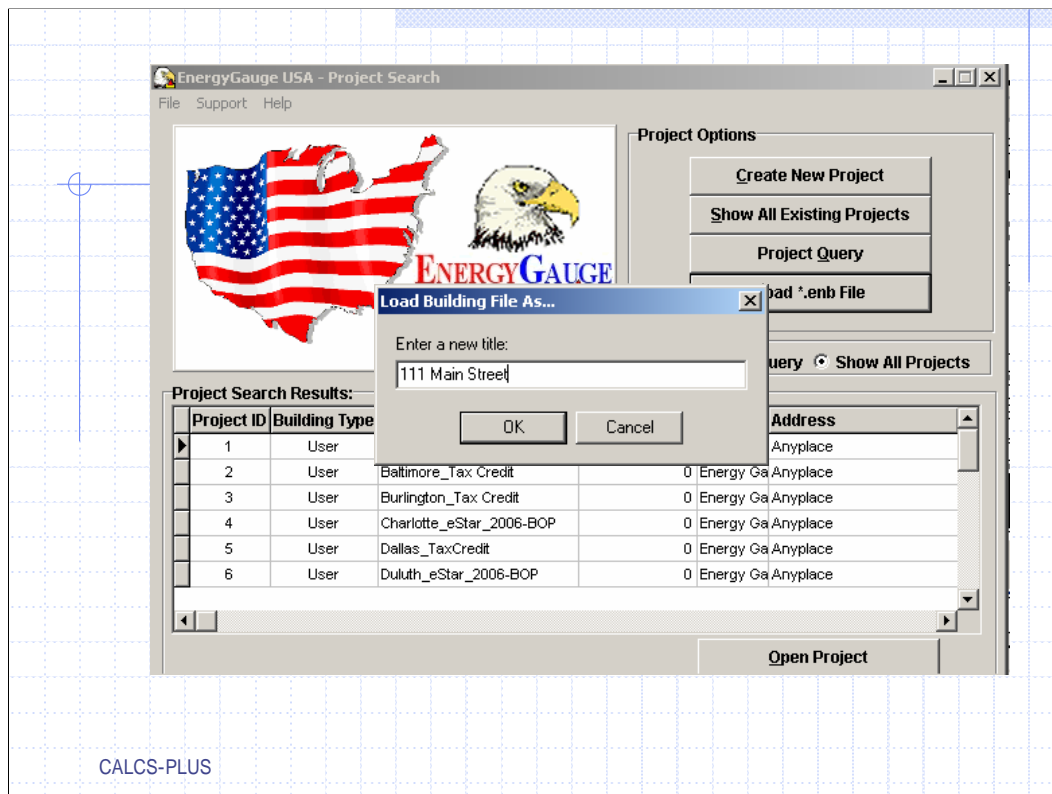 EnergyGauge USA - Project Search
File Support Help
ENERGYGAUGE
Project Options
Create New Project
Show All Existing Projects
Project Query
*.enb File
Show All Projects
Load Building File As...
Enter a new title:
111 Main Street
OK Cancel
Project Search Results:
Project ID Building Type Address
1 User Anyplace
2 User Baltimore_Tax Credit 0 Energy Ga Anyplace
3 User Burlington_Tax Credit 0 Energy Ga Anyplace
4 User Charlotte_eStar_2006-BOP 0 Energy Ga Anyplace
5 User Dallas_TaxCredit 0 Energy Ga Anyplace
6 User Duluth_eStar_2006-BOP 0 Energy Ga Anyplace
Open Project
CALCS-PLUS